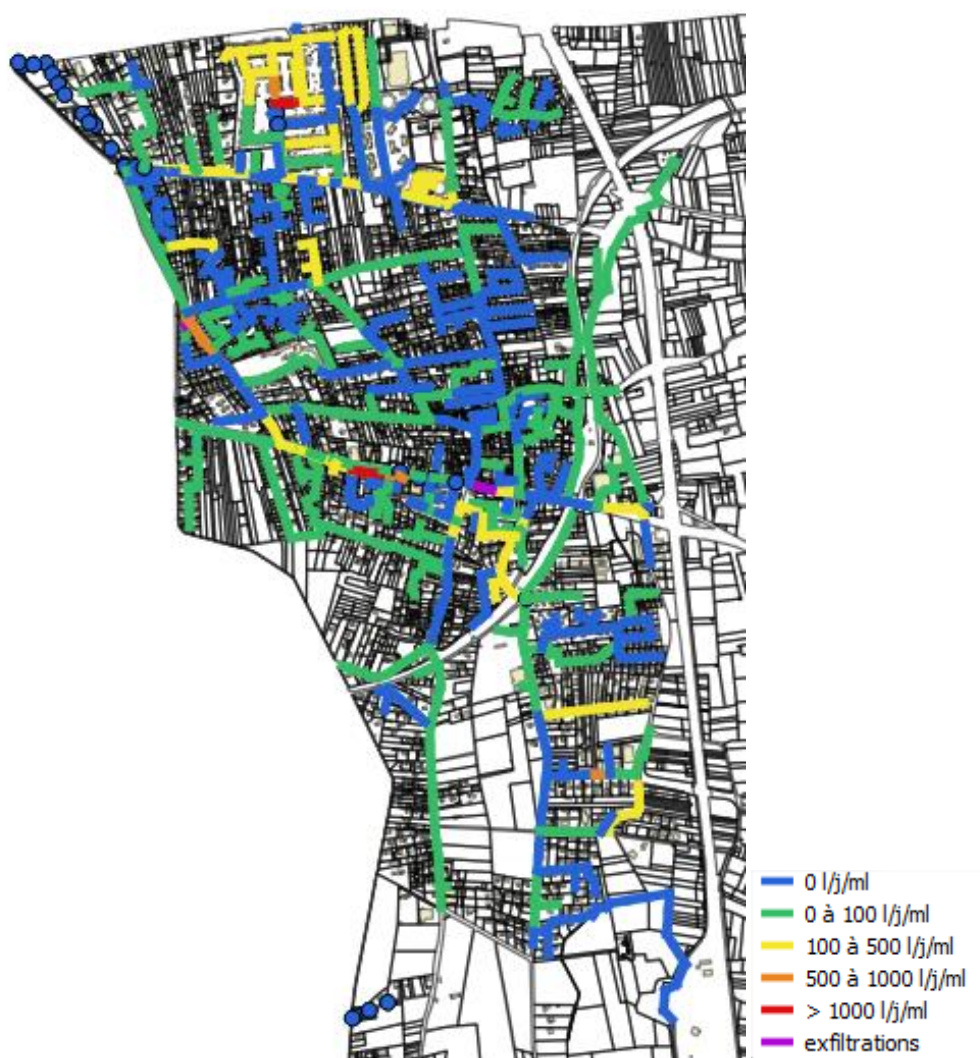 0 l/j/ml
0 à 100 l/j/ml
100 à 500 l/j/ml
500 à 1000 l/j/ml
> 1000 l/j/ml
exfiltrations